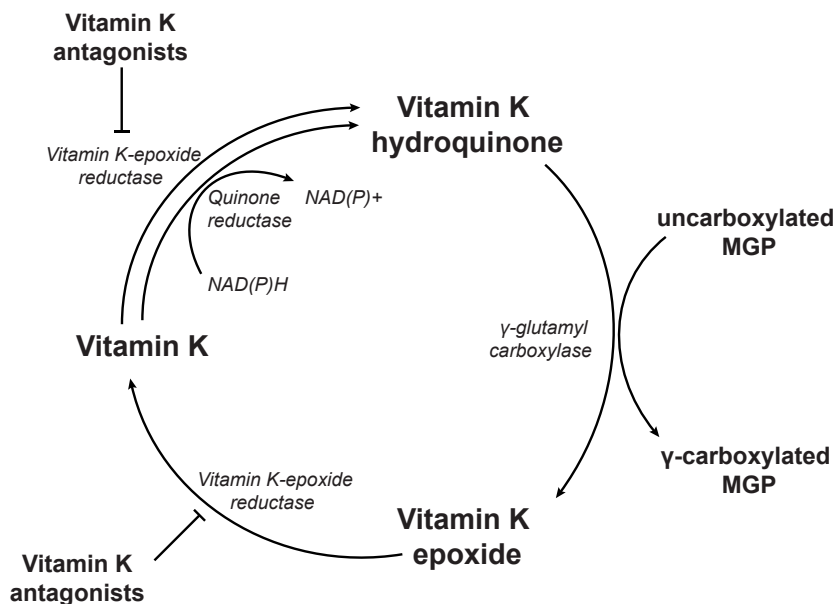 Vitamin K
antagonists
Vitamin K
hydroquinone
Vitamin K-epoxide
reductase
Quinone
reductase
NAD(P)+
NAD(P)H
uncarboxylated
MGP
γ-glutamyl
carboxylase
Vitamin K
γ-carboxylated
MGP
Vitamin K-epoxide
reductase
Vitamin K
epoxide
Vitamin K
antagonists